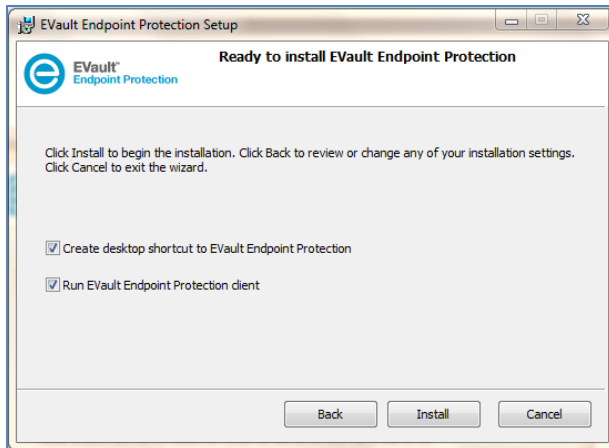 EVault Endpoint Protection Setup
Ready to install EVault Endpoint Protection
EVault™
Endpoint Protection
Click Install to begin the installation. Click Back to review or change any of your installation settings.
Click Cancel to exit the wizard.
Create desktop shortcut to EVault Endpoint Protection
Run EVault Endpoint Protection client
Back
Install
Cancel